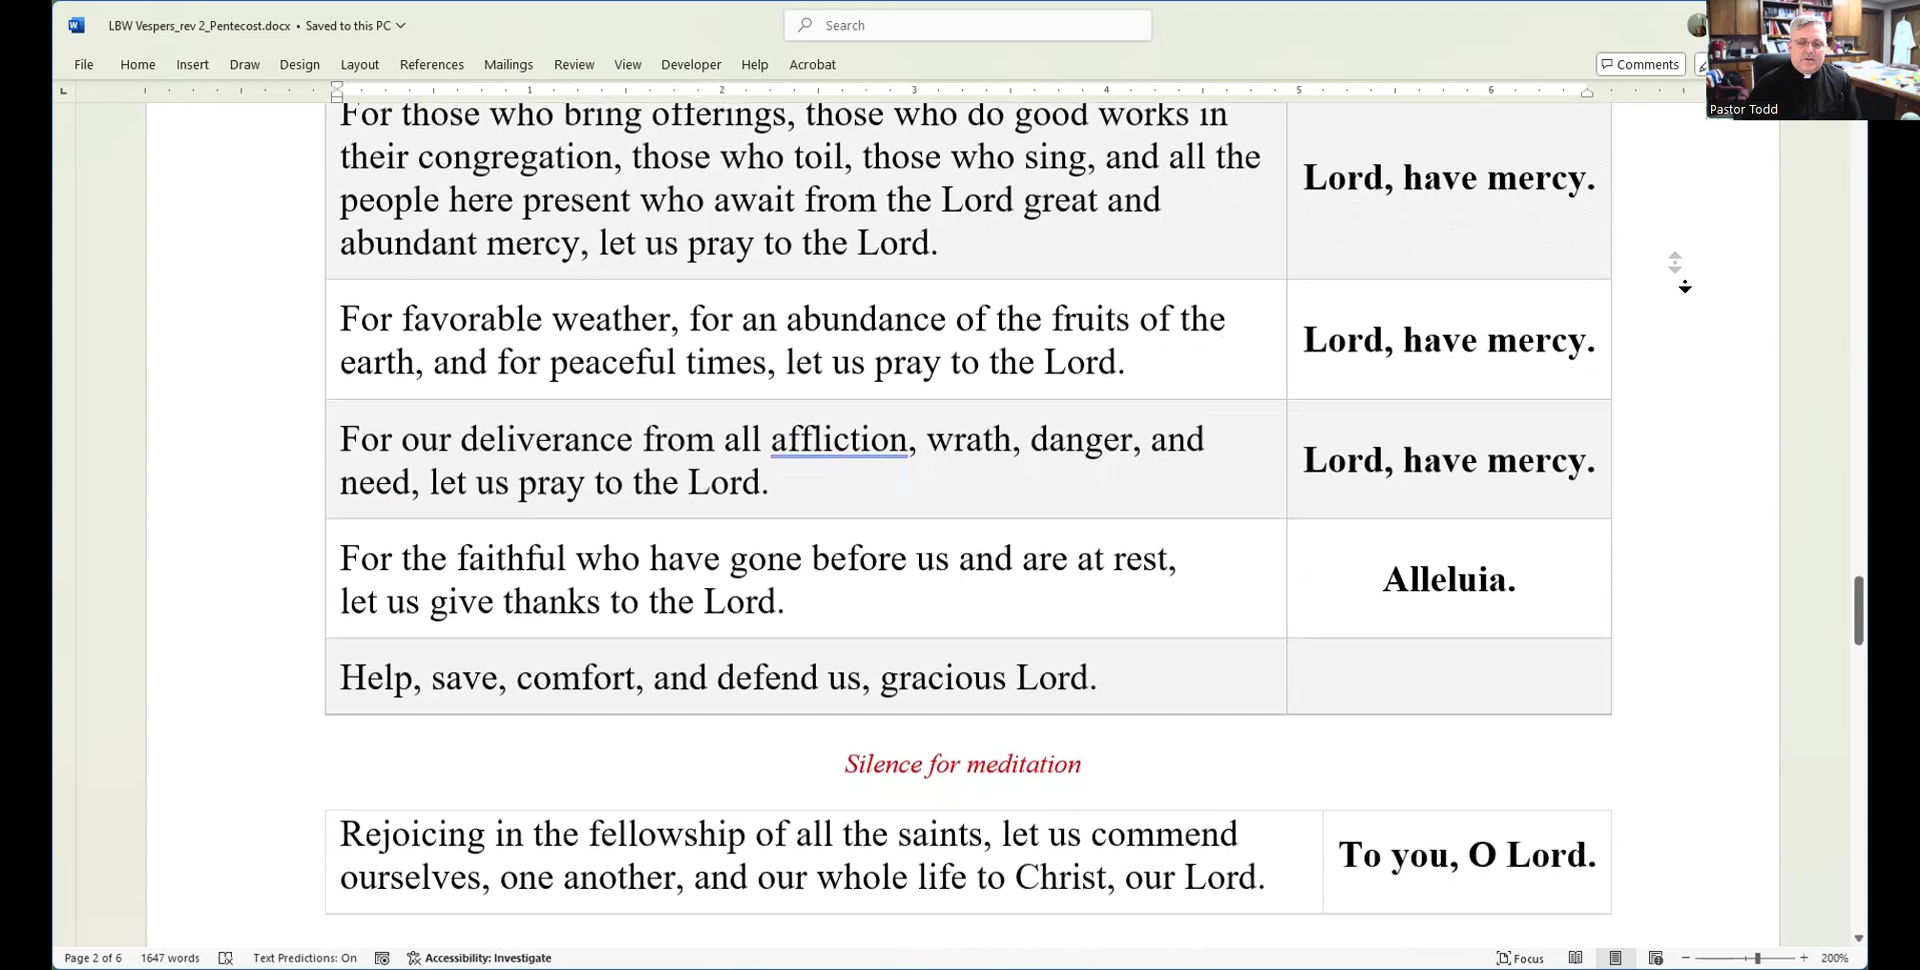 LBW Vespers_rev 2_Pentecost.docx • Saved to this PC
Search
File Home Insert Draw Design Layout References Mailings Review View Developer Help Acrobat
Comments
Pastor Todd
1 2 3 4 5 6
For those who bring offerings, those who do good works in
their congregation, those who toil, those who sing, and all the
people here present who await from the Lord great and
abundant mercy, let us pray to the Lord.
Lord, have mercy.
For favorable weather, for an abundance of the fruits of the
earth, and for peaceful times, let us pray to the Lord.
Lord, have mercy.
For our deliverance from all affliction, wrath, danger, and
need, let us pray to the Lord.
Lord, have mercy.
For the faithful who have gone before us and are at rest,
let us give thanks to the Lord.
Alleluia.
Help, save, comfort, and defend us, gracious Lord.
Silence for meditation
Rejoicing in the fellowship of all the saints, let us commend
ourselves, one another, and our whole life to Christ, our Lord.
To you, O Lord.
Page 2 of 6 1647 words Text Predictions: On Accessibility: Investigate Focus 200%